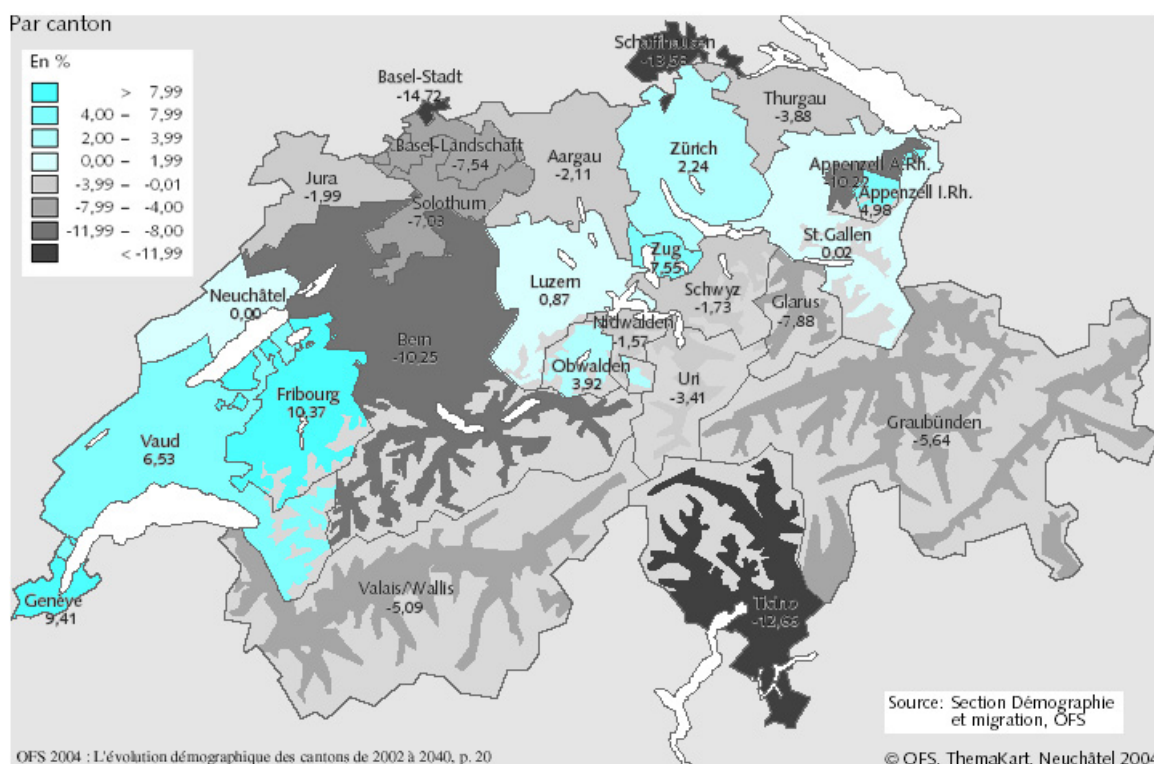 Par canton
En %
> 7,99
4,00 – 7,99
2,00 – 3,99
0,00 – 1,99
-3,99 – -0,01
-7,99 – -4,00
-11,99 – -8,00
< -11,99
Schaffhausen
-13,58
Basel-Stadt
-14,72
Thurgau
-3,88
Basel-Landschaft
-7,54
Aargau
-2,11
Zürich
2,24
Appenzell A.Rh.
-10,22
Jura
-1,99
Solothurn
-7,03
Appenzell I.Rh.
4,98
St.Gallen
0,02
Zug
7,55
Neuchâtel
0,00
Luzern
0,87
Schwyz
-1,73
Glarus
-7,88
Nidwalden
-1,57
Bern
-10,25
Obwalden
3,92
Uri
-3,41
Fribourg
10,37
Graubünden
-5,64
Vaud
6,53
Valais/Wallis
-5,09
Genève
9,41
Ticino
-12,66
Source: Section Démographie
et migration, OFS
OFS 2004 : L'évolution démographique des cantons de 2002 à 2040, p. 20
© OFS, ThemaKart, Neuchâtel 2004